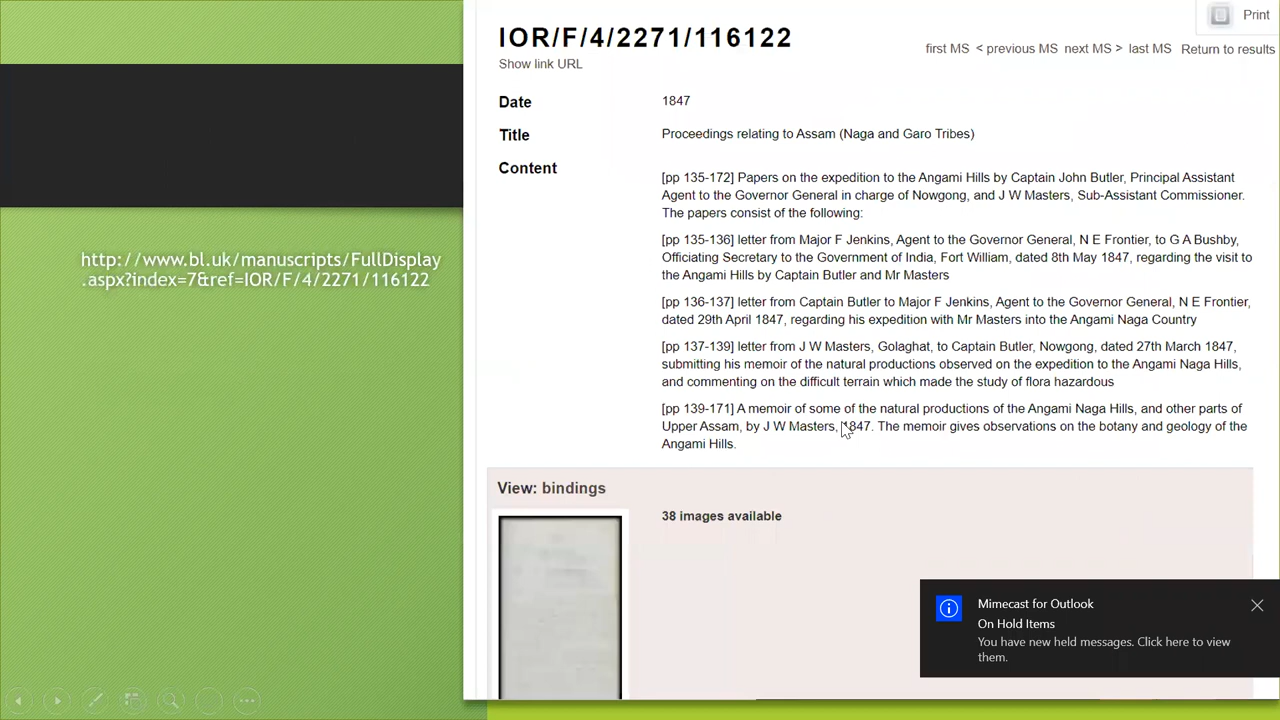 Print
IOR/F/4/2271/116122
first MS < previous MS next MS > last MS Return to results
Show link URL
Date 1847
Title Proceedings relating to Assam (Naga and Garo Tribes)
Content [pp 135-172] Papers on the expedition to the Angami Hills by Captain John Butler, Principal Assistant
Agent to the Governor General in charge of Nowgong, and J W Masters, Sub-Assistant Commissioner.
The papers consist of the following:
[pp 135-136] letter from Major F Jenkins, Agent to the Governor General, N E Frontier, to G A Bushby,
Officiating Secretary to the Government of India, Fort William, dated 8th May 1847, regarding the visit to
the Angami Hills by Captain Butler and Mr Masters
[pp 136-137] letter from Captain Butler to Major F Jenkins, Agent to the Governor General, N E Frontier,
dated 29th April 1847, regarding his expedition with Mr Masters into the Angami Naga Country
[pp 137-139] letter from J W Masters, Golaghat, to Captain Butler, Nowgong, dated 27th March 1847,
submitting his memoir of the natural productions observed on the expedition to the Angami Naga Hills,
and commenting on the difficult terrain which made the study of flora hazardous
[pp 139-171] A memoir of some of the natural productions of the Angami Naga Hills, and other parts of
Upper Assam, by J W Masters, 1847. The memoir gives observations on the botany and geology of the
Angami Hills.
http://www.bl.uk/manuscripts/FullDisplay
.aspx?index=7&ref=IOR/F/4/2271/116122
View: bindings
38 images available
Mimecast for Outlook
On Hold Items
You have new held messages. Click here to view
them.